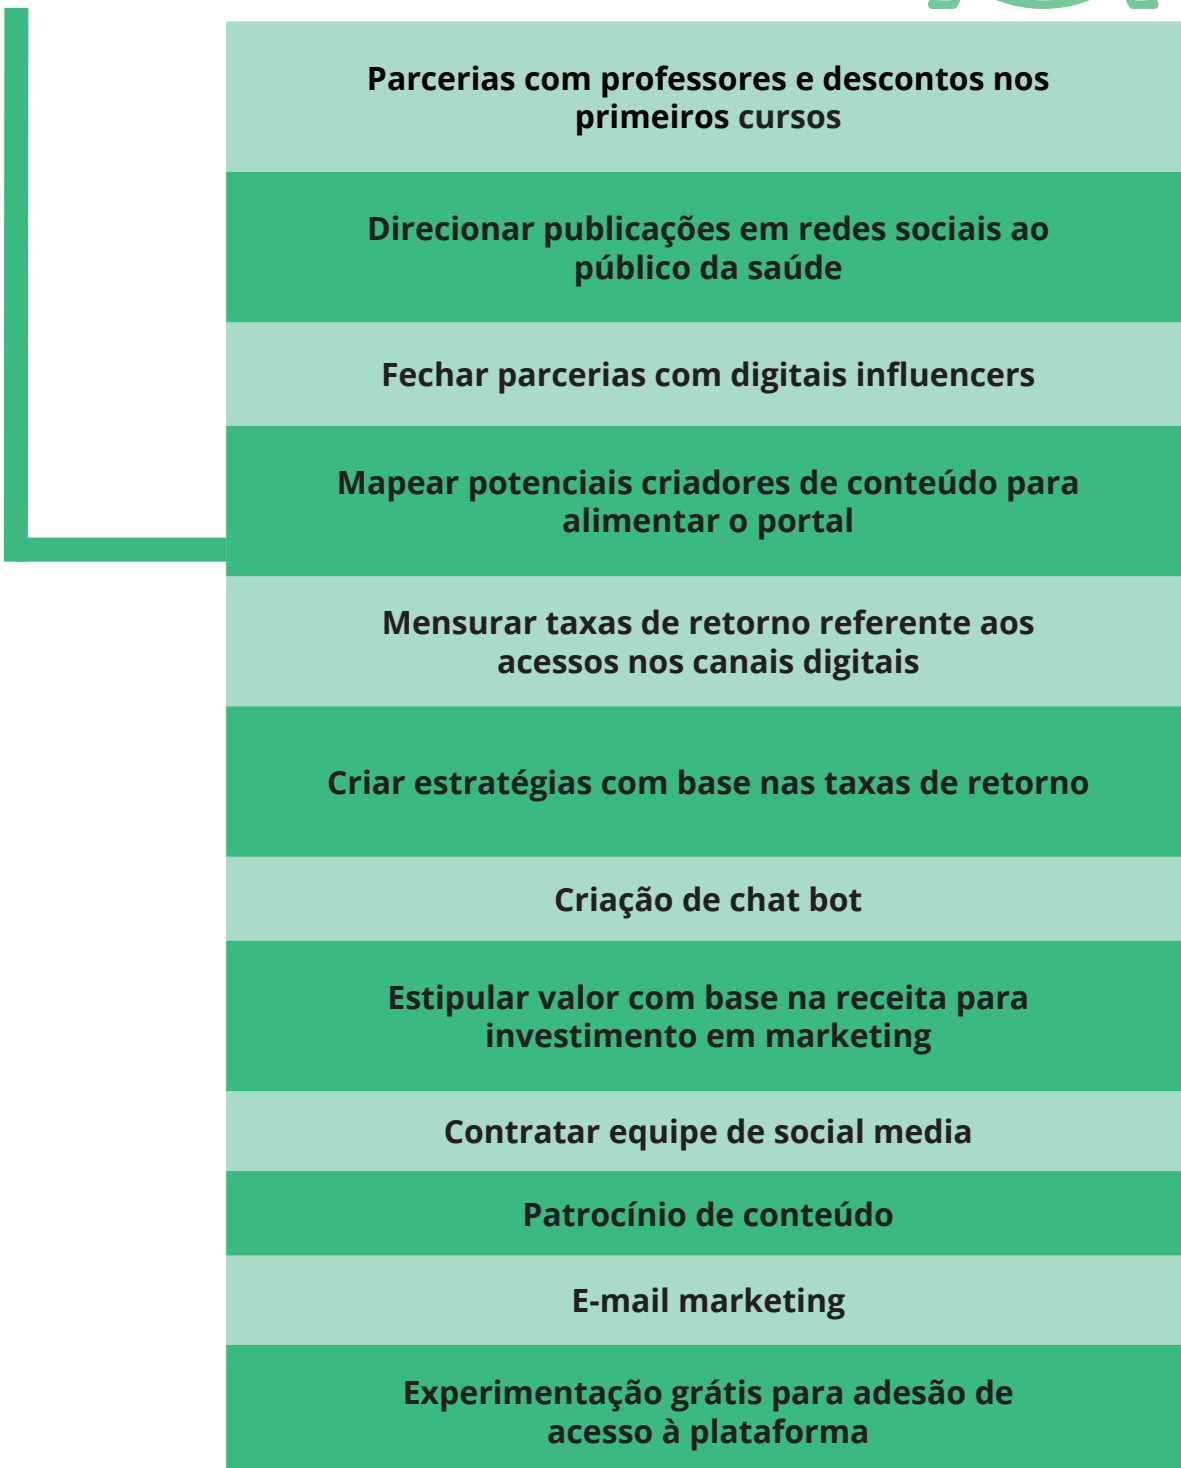 Parcerias com professores e descontos nos
primeiros cursos
Direcionar publicações em redes sociais ao
público da saúde
Fechar parcerias com digitais influencers
Mapear potenciais criadores de conteúdo para
alimentar o portal
Mensurar taxas de retorno referente aos
acessos nos canais digitais
Criar estratégias com base nas taxas de retorno
Criação de chat bot
Estipular valor com base na receita para
investimento em marketing
Contratar equipe de social media
Patrocínio de conteúdo
E-mail marketing
Experimentação grátis para adesão de
acesso à plataforma